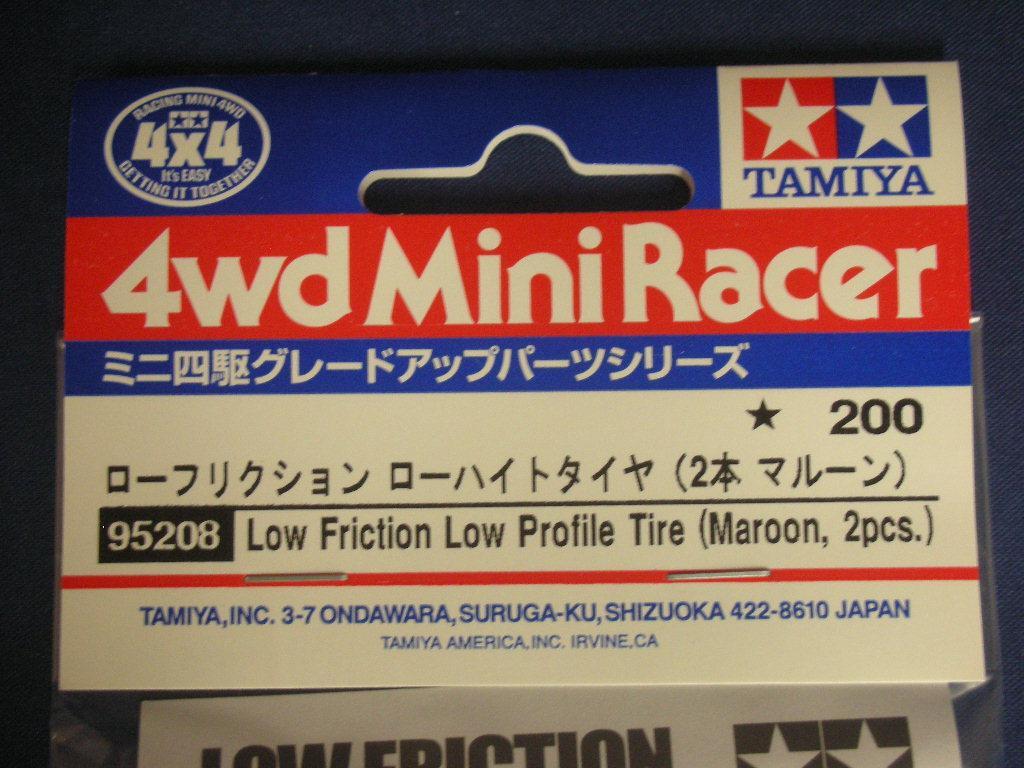 RACING MINI 4WD
4x4
It's EASY
GETTING IT TOGETHER
TAMIYA
4wd Mini Racer
ミニ四駆グレードアップパーツシリーズ
★ 200
ローフリクション ローハイトタイヤ（2本 マルーン）
95208 Low Friction Low Profile Tire (Maroon, 2pcs.)
TAMIYA,INC. 3-7 ONDAWARA, SURUGA-KU, SHIZUOKA 422-8610 JAPAN
TAMIYA AMERICA,INC. IRVINE,CA
LOW FRICTION